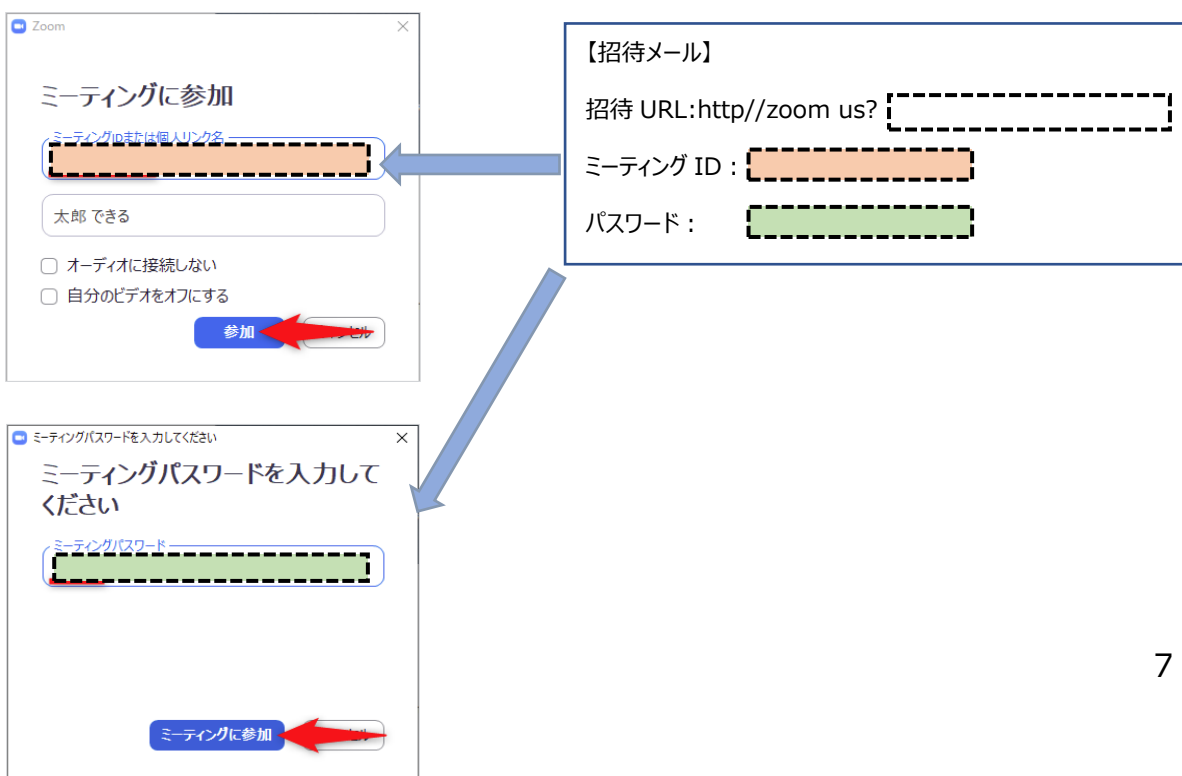 Zoom
ミーティングに参加
ミーティングIDまたは個人リンク名
太郎 できる
オーディオに接続しない
自分のビデオをオフにする
参加
【招待メール】
招待 URL:http//zoom us?
ミーティング ID：
パスワード：
ミーティングパスワードを入力してください
ミーティングパスワードを入力して
ください
ミーティングパスワード
ミーティングに参加
7